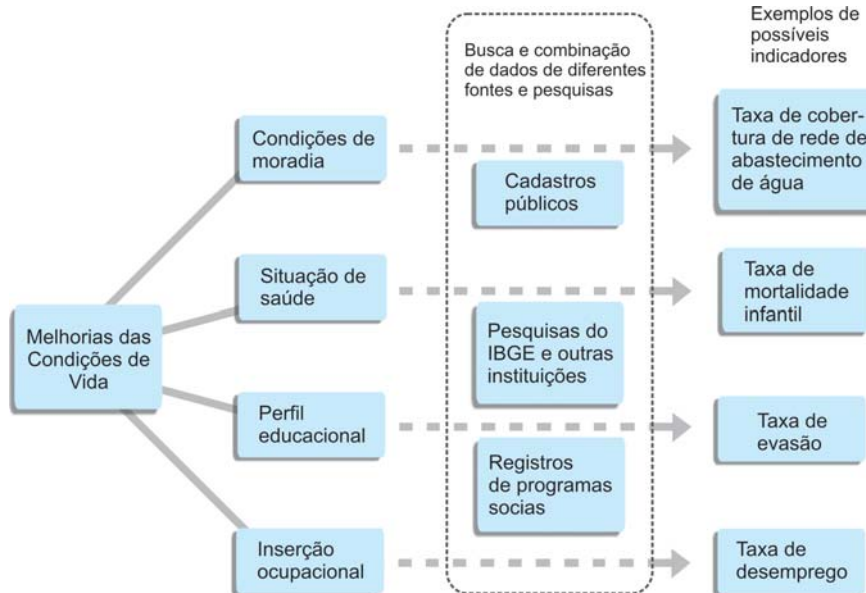 Exemplos de
possíveis
indicadores
Busca e combinação
de dados de diferentes
fontes e pesquisas
Melhorias das
Condições de
Vida
Condições de
moradia
Situação de
saúde
Perfil
educacional
Inserção
ocupacional
Cadastros
públicos
Pesquisas do
IBGE e outras
instituições
Registros
de programas
socias
Taxa de cober-
tura de rede de
abastecimento
de água
Taxa de
mortalidade
infantil
Taxa de
evasão
Taxa de
desemprego